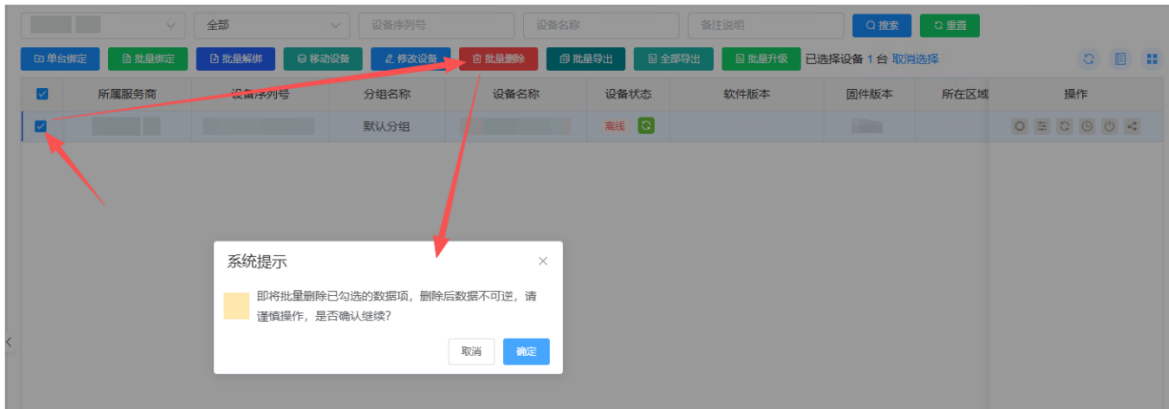 全部 设备序列号 设备名称 备注说明 搜索 重置
单台绑定 批量绑定 批量解绑 移动设备 修改设备 批量删除 批量导出 全部导出 批量升级 已选择设备 1 台 取消选择
所属服务商 设备序列号 分组名称 设备名称 设备状态 软件版本 固件版本 所在区域 操作
默认分组 离线
系统提示
即将批量删除已勾选的数据项，删除后数据不可逆，请
谨慎操作，是否确认继续？
取消 确定